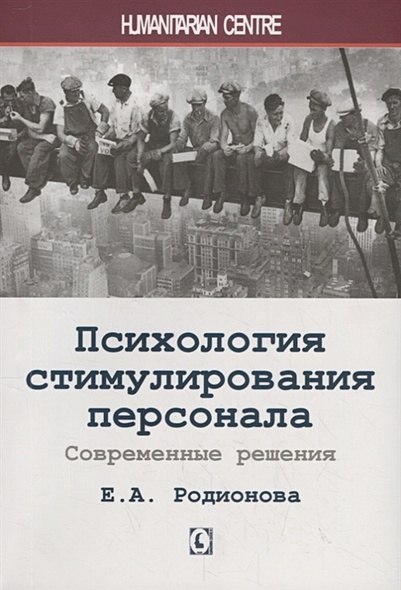 HUMANITARIAN CENTRE
Психология
стимулирования
персонала
Современные решения
Е.А. Родионова